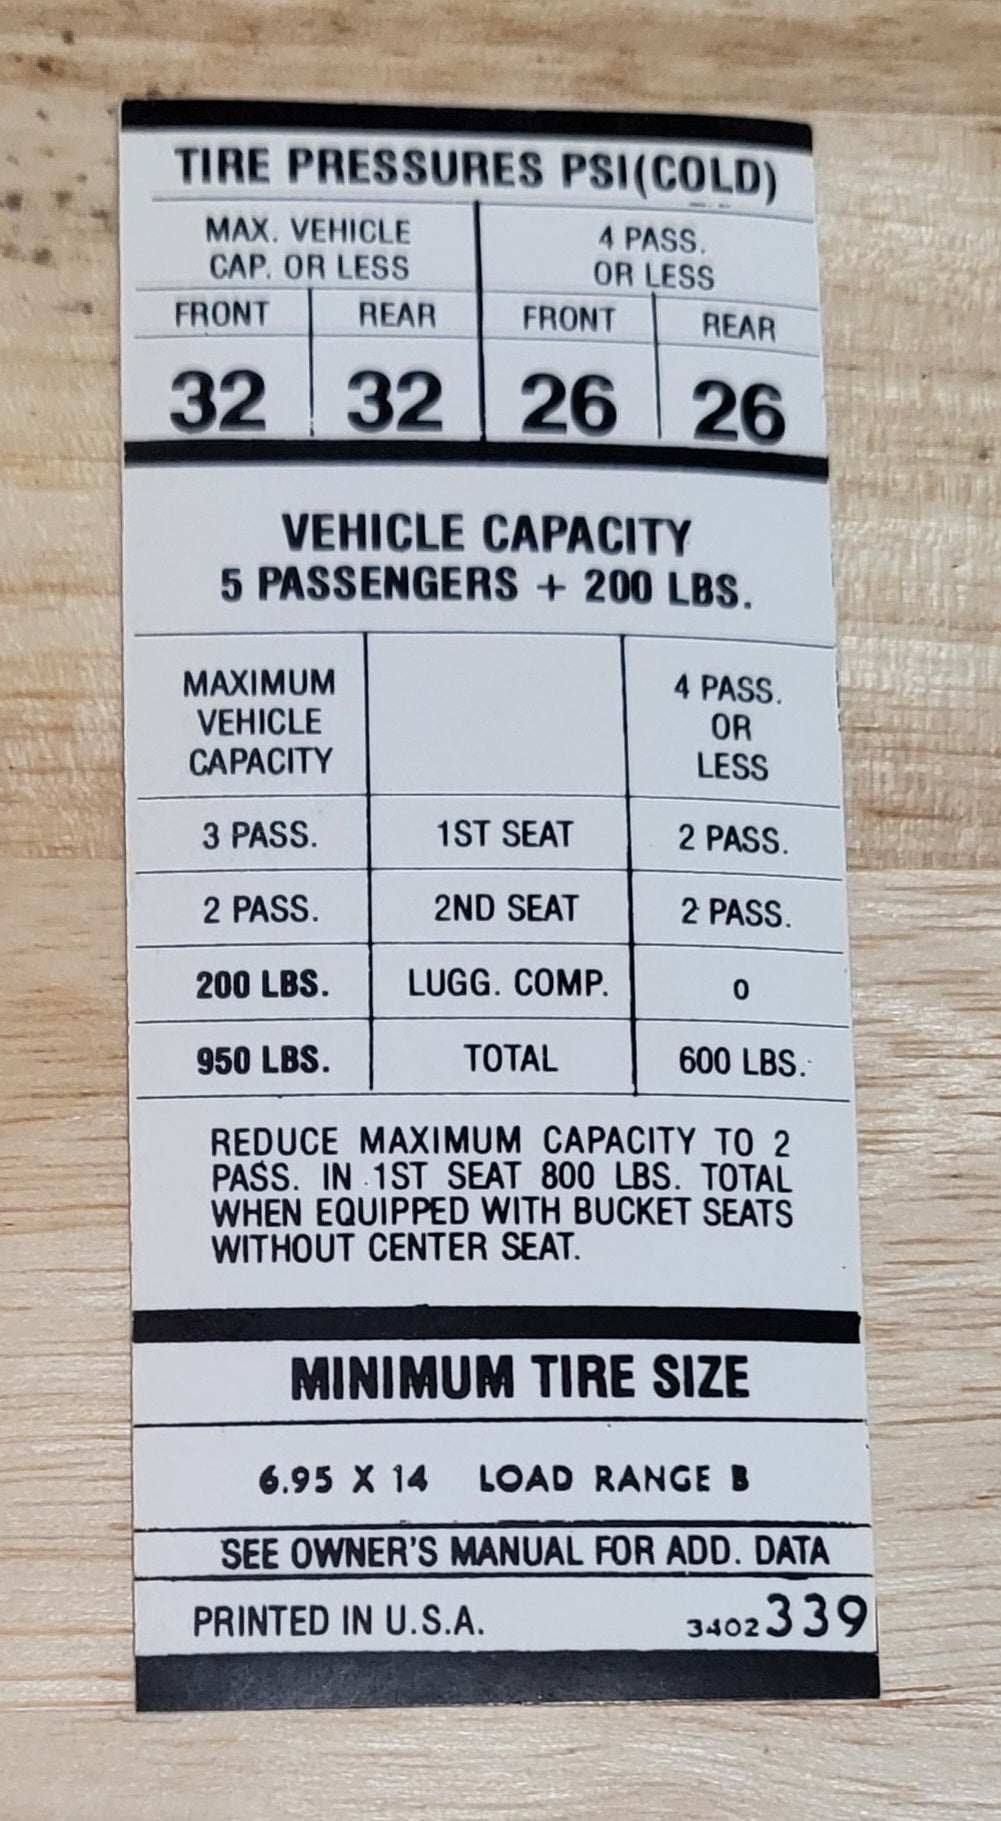 TIRE PRESSURES PSI(COLD)
MAX. VEHICLE
CAP. OR LESS
4 PASS.
OR LESS
FRONT REAR FRONT REAR
32 32 26 26
VEHICLE CAPACITY
5 PASSENGERS + 200 LBS.
MAXIMUM
VEHICLE
CAPACITY
4 PASS.
OR
LESS
3 PASS. 1ST SEAT 2 PASS.
2 PASS. 2ND SEAT 2 PASS.
200 LBS. LUGG. COMP. 0
950 LBS. TOTAL 600 LBS.
REDUCE MAXIMUM CAPACITY TO 2
PASS. IN 1ST SEAT 800 LBS. TOTAL
WHEN EQUIPPED WITH BUCKET SEATS
WITHOUT CENTER SEAT.
MINIMUM TIRE SIZE
6.95 X 14 LOAD RANGE B
SEE OWNER'S MANUAL FOR ADD. DATA
PRINTED IN U.S.A. 3402339